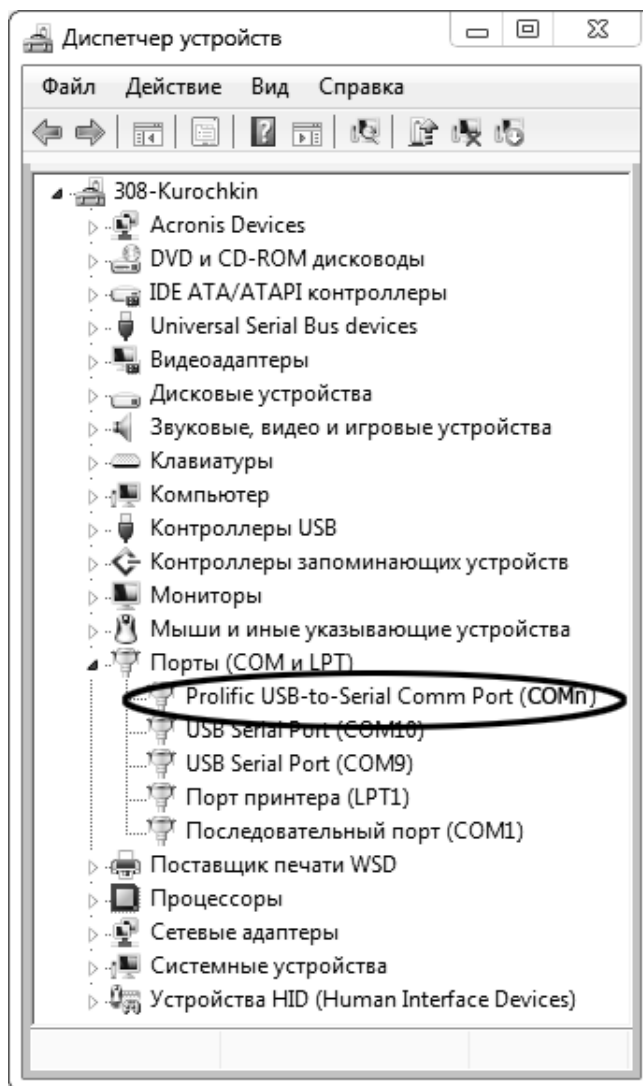 Диспетчер устройств
Файл Действие Вид Справка
308-Kurochkin
Acronis Devices
DVD и CD-ROM дисководы
IDE ATA/ATAPI контроллеры
Universal Serial Bus devices
Видеоадаптеры
Дисковые устройства
Звуковые, видео и игровые устройства
Клавиатуры
Компьютер
Контроллеры USB
Контроллеры запоминающих устройств
Мониторы
Мыши и иные указывающие устройства
Порты (COM и LPT)
Prolific USB-to-Serial Comm Port (COMn)
USB Serial Port (COM10)
USB Serial Port (COM9)
Порт принтера (LPT1)
Последовательный порт (COM1)
Поставщик печати WSD
Процессоры
Сетевые адаптеры
Системные устройства
Устройства HID (Human Interface Devices)